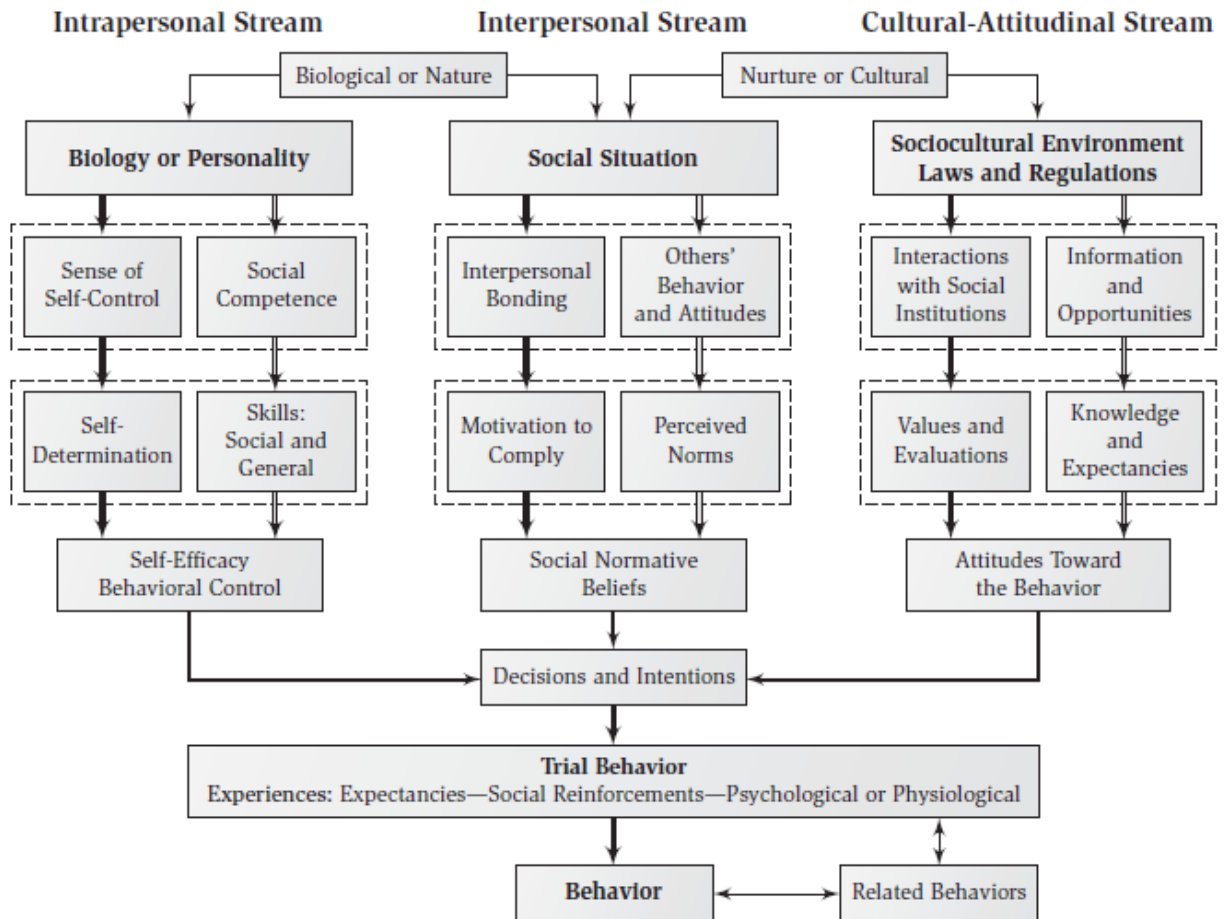 Intrapersonal Stream
Interpersonal Stream
Cultural-Attitudinal Stream
Biological or Nature
Nurture or Cultural
Biology or Personality
Social Situation
Sociocultural Environment
Laws and Regulations
Sense of
Self-Control
Social
Competence
Interpersonal
Bonding
Others’
Behavior
and Attitudes
Interactions
with Social
Institutions
Information
and
Opportunities
Self-
Determination
Skills:
Social and
General
Motivation to
Comply
Perceived
Norms
Values and
Evaluations
Knowledge
and
Expectancies
Self-Efficacy
Behavioral Control
Social Normative
Beliefs
Attitudes Toward
the Behavior
Decisions and Intentions
Trial Behavior
Experiences: Expectancies—Social Reinforcements—Psychological or Physiological
Behavior
Related Behaviors